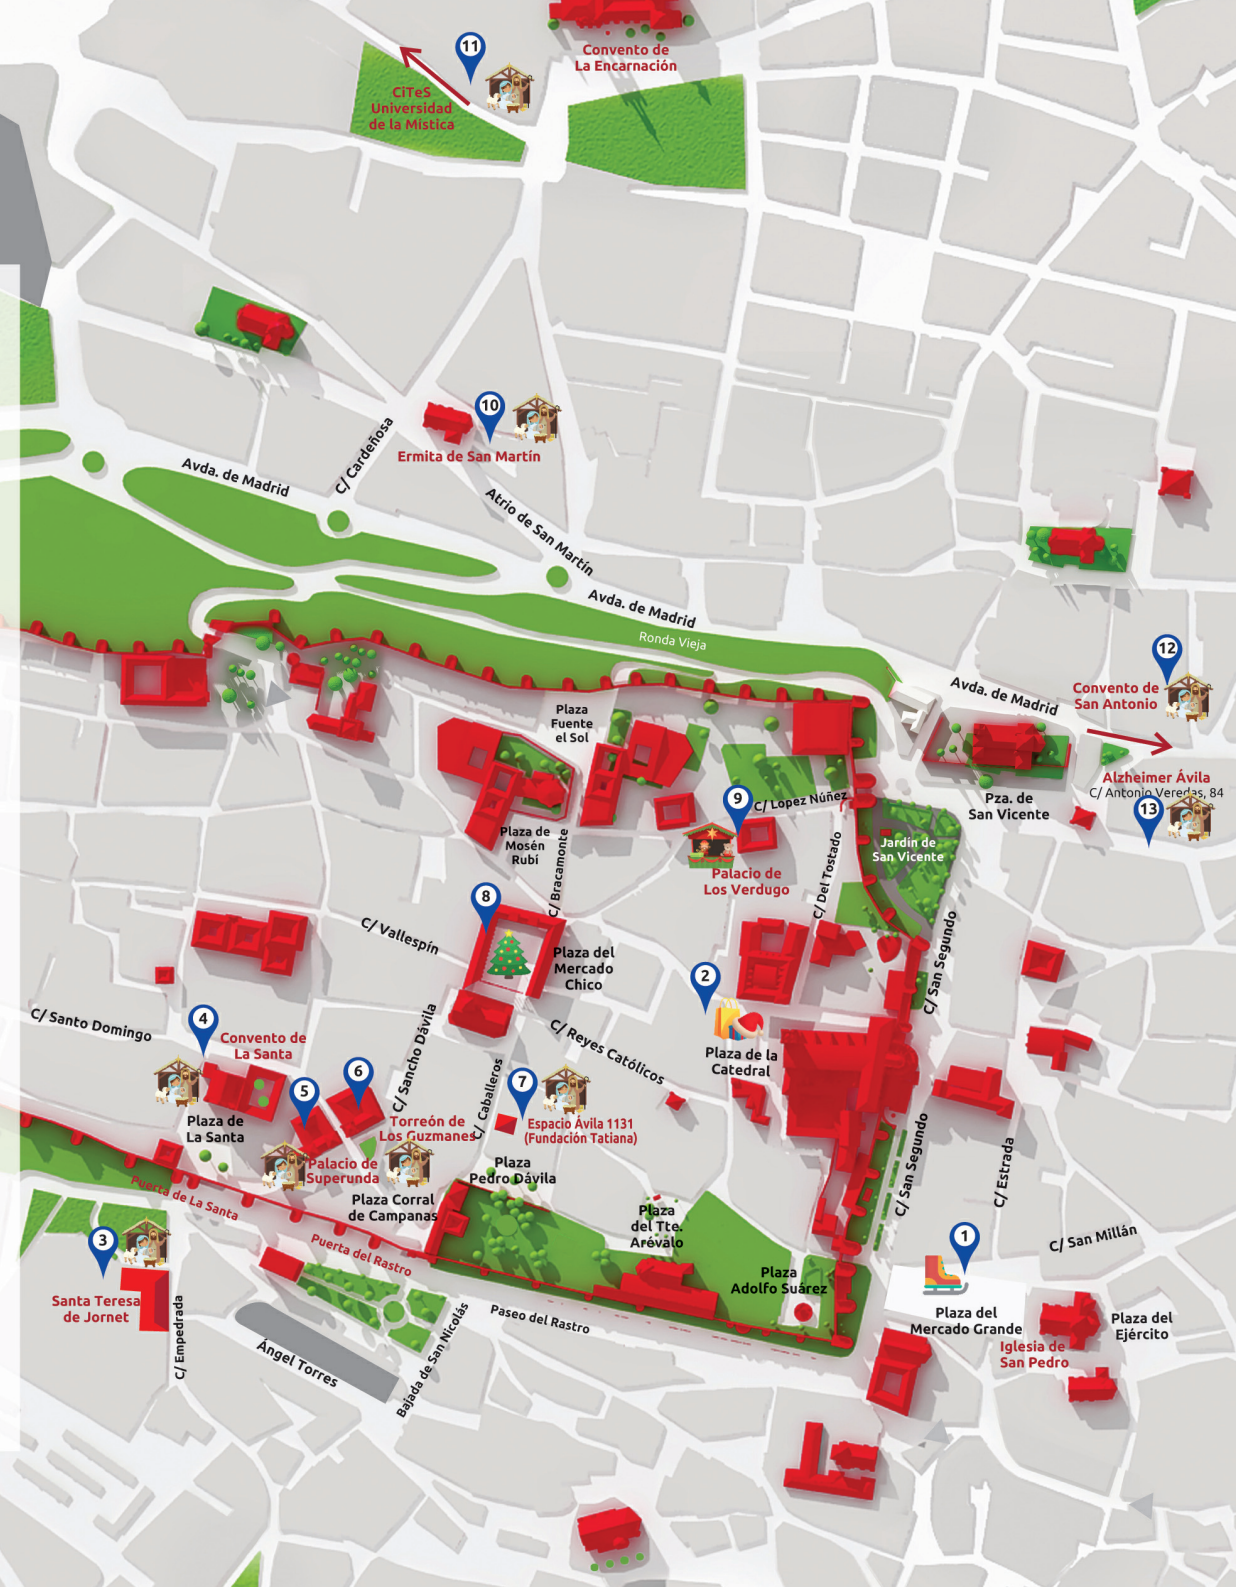 Convento de
La Encarnación
11
CiTeS
Universidad
de la Mística
10
Ermita de San Martín
C/ Cardeñosa
Avda. de Madrid
Atrio de San Martín
Avda. de Madrid
Ronda Vieja
12
Convento de
San Antonio
Avda. de Madrid
Alzheimer Ávila
C/ Antonio Veredas, 84
13
Pza. de
San Vicente
Plaza
Fuente
el Sol
9
C/ Lopez Núñez
Jardín de
San Vicente
Plaza de
Mosén
Rubí
C/ Bracamonte
Palacio de
Los Verdugo
C/ Del Tostado
8
C/ Vallespín
Plaza del
Mercado
Chico
C/ San Segundo
2
Plaza de la
Catedral
C/ Santo Domingo
4
Convento de
La Santa
C/ Sancho Dávila
C/ Reyes Católicos
5
6
7
C/ Caballeros
Plaza de
La Santa
Torreón de
Los Guzmanes
Espacio Ávila 1131
(Fundación Tatiana)
Palacio de
Superunda
Plaza
Pedro Dávila
Plaza Corral
de Campanas
C/ San Segundo
C/ Estrada
Puerta de La Santa
Plaza
del Tte.
Arévalo
3
Puerta del Rastro
1
C/ San Millán
Plaza
Adolfo Suárez
Santa Teresa
de Jornet
C/ Empedrada
Paseo del Rastro
Plaza del
Mercado Grande
Plaza del
Ejército
Iglesia de
San Pedro
Ángel Torres
Bajada de San Nicolás